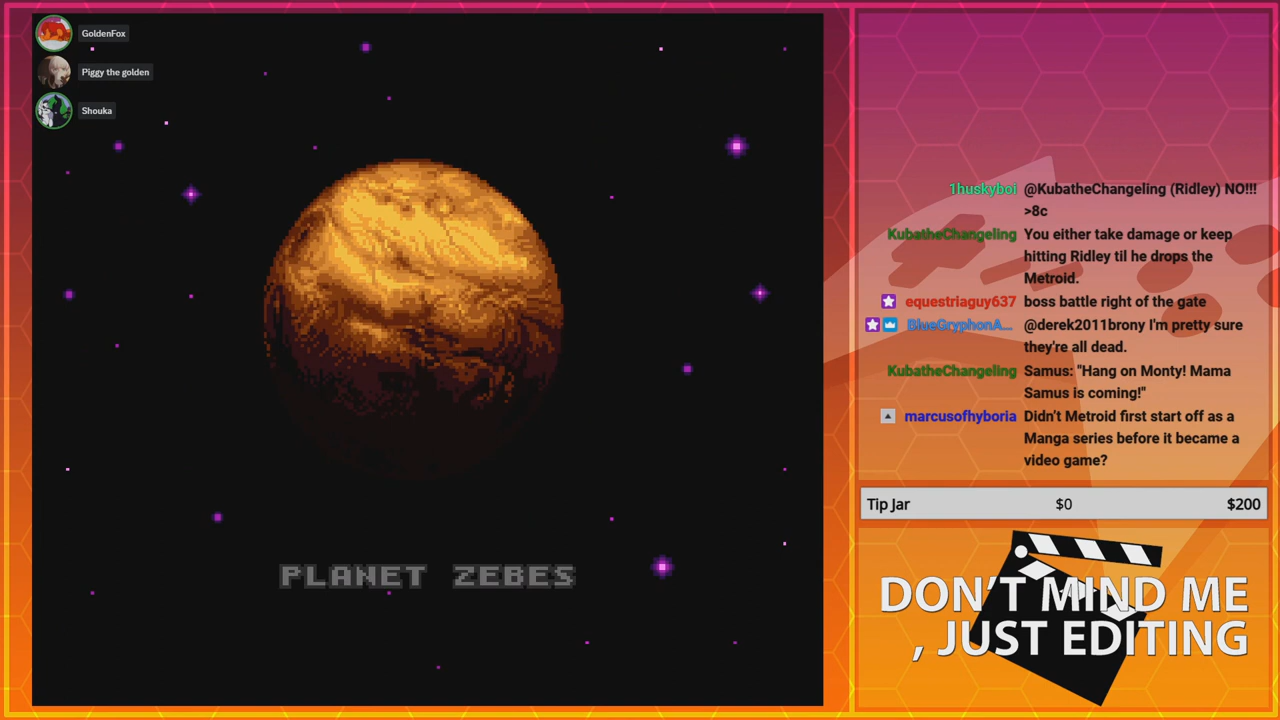 GoldenFox
Piggy the golden
Shouka
PLANET ZEBES
1huskyboi @KubatheChangeling (Ridley) NO!!!
>8c
KubatheChangeling You either take damage or keep
hitting Ridley til he drops the
Metroid.
equestriaguy637 boss battle right of the gate
BlueGryphonA... @derek2011brony I'm pretty sure
they're all dead.
KubatheChangeling Samus: "Hang on Monty! Mama
Samus is coming!"
marcusofhyboria Didn't Metroid first start off as a
Manga series before it became a
video game?
Tip Jar $0 $200
DON'T MIND ME
, JUST EDITING